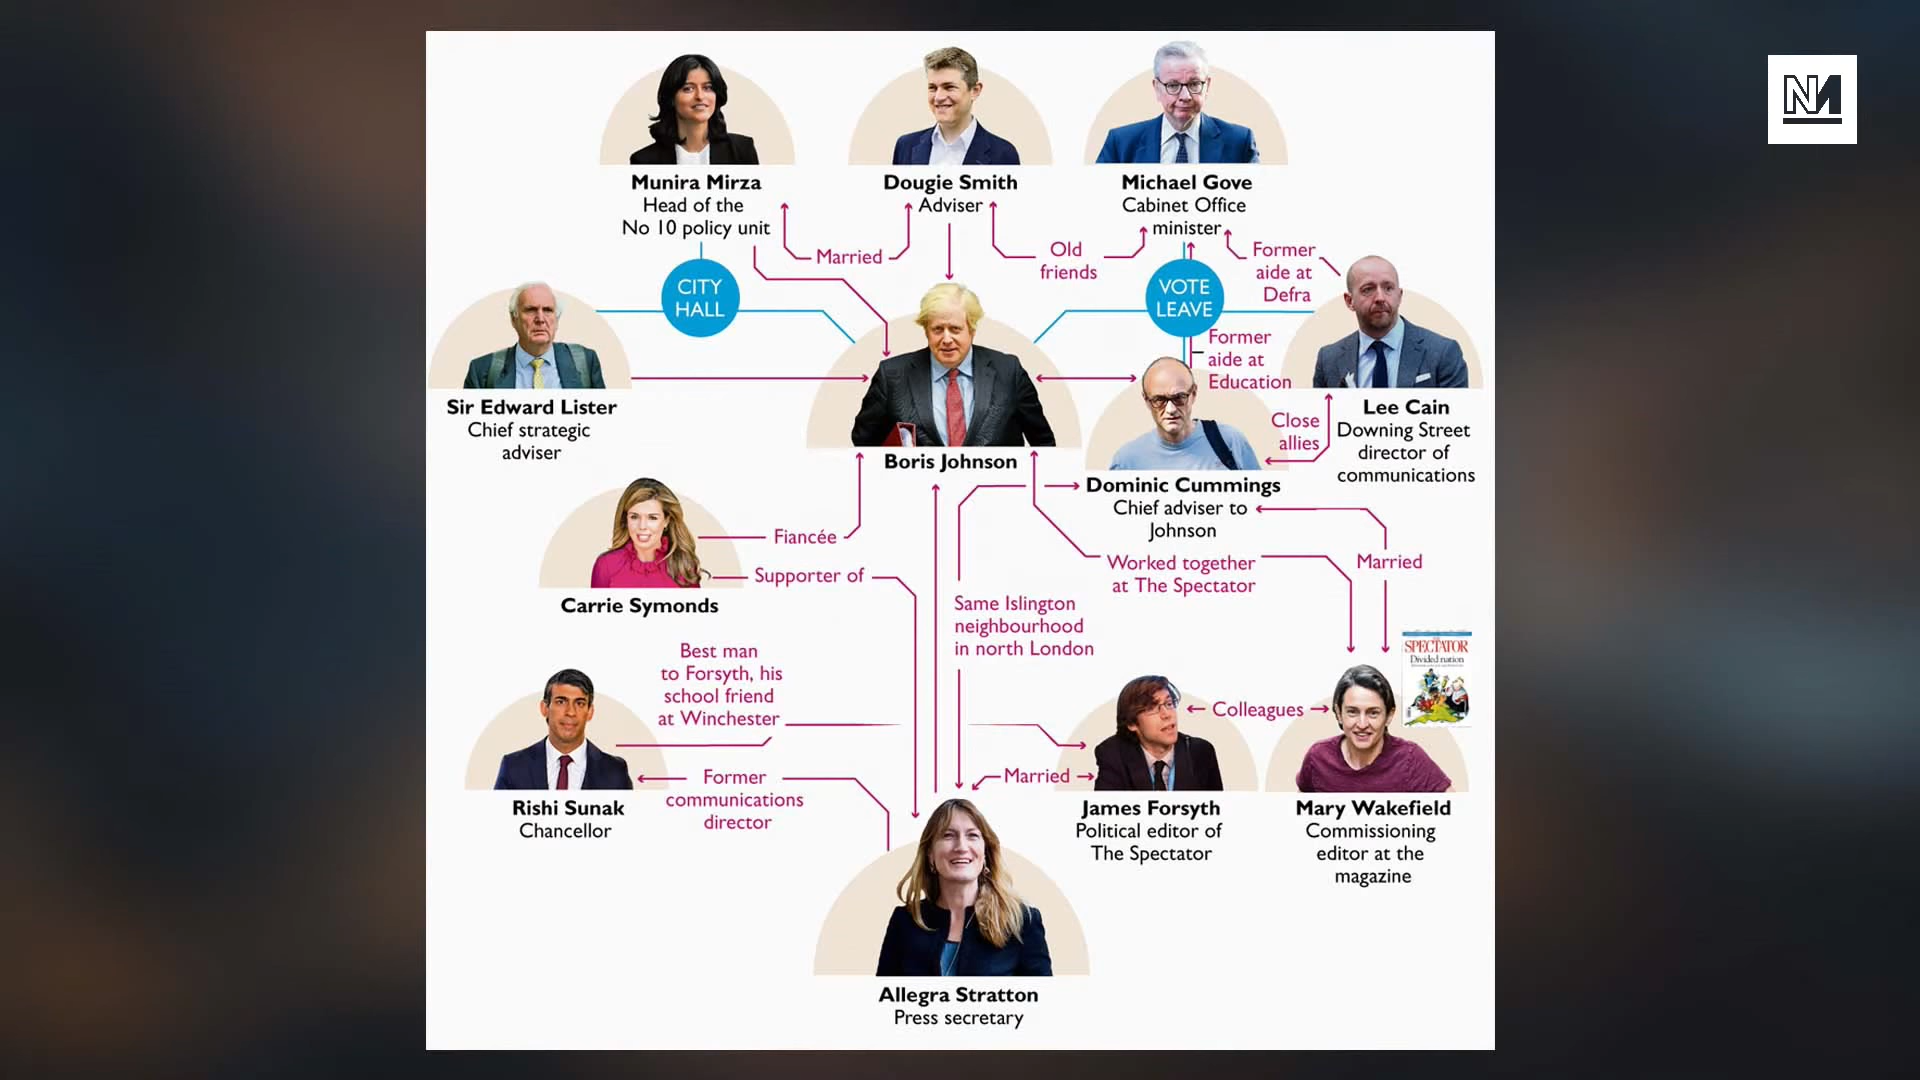 NM
Munira Mirza
Head of the
No 10 policy unit
Dougie Smith
Adviser
Michael Gove
Cabinet Office
minister
Married
Old
friends
Former
aide at
Defra
CITY
HALL
VOTE
LEAVE
Former
aide at
Education
Sir Edward Lister
Chief strategic
adviser
Boris Johnson
Close
allies
Lee Cain
Downing Street
director of
communications
Dominic Cummings
Chief adviser to
Johnson
Fiancée
Supporter of
Carrie Symonds
Worked together
at The Spectator
Married
Same Islington
neighbourhood
in north London
Best man
to Forsyth, his
school friend
at Winchester
SPECTATOR
Divided nation
Colleagues
Married
Rishi Sunak
Chancellor
Former
communications
director
James Forsyth
Political editor of
The Spectator
Mary Wakefield
Commissioning
editor at the
magazine
Allegra Stratton
Press secretary